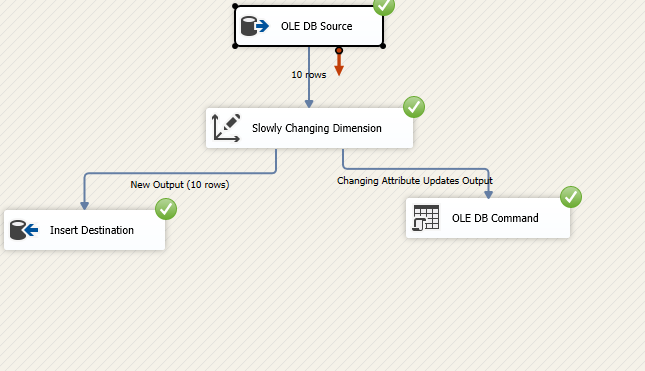 OLE DB Source
10 rows
Slowly Changing Dimension
New Output (10 rows)
Changing Attribute Updates Output
Insert Destination
OLE DB Command